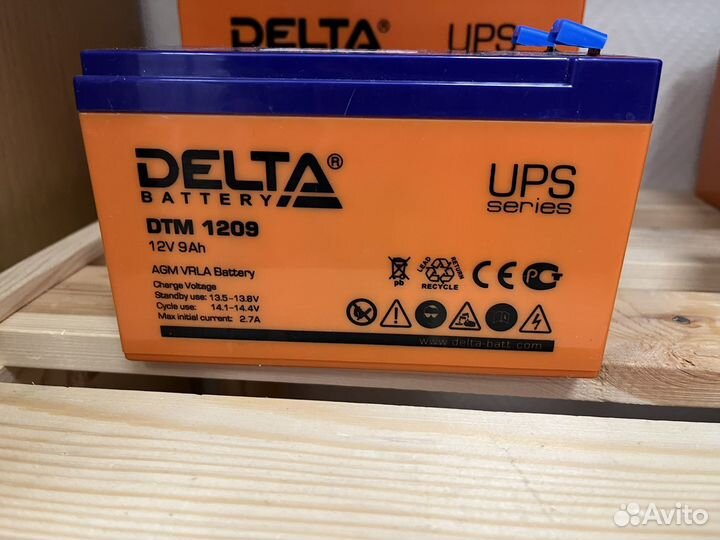 DELTA UPS
DELTA®
BATTERY
UPS
series
DTM 1209
12V 9Ah
AGM VRLA Battery
Charge Voltage
Standby use: 13.5-13.8V
Cycle use: 14.1-14.4V
Max initial current: 2.7A
pb
LEAD
RECYCLE
CE
www.delta-batt.com
Avito